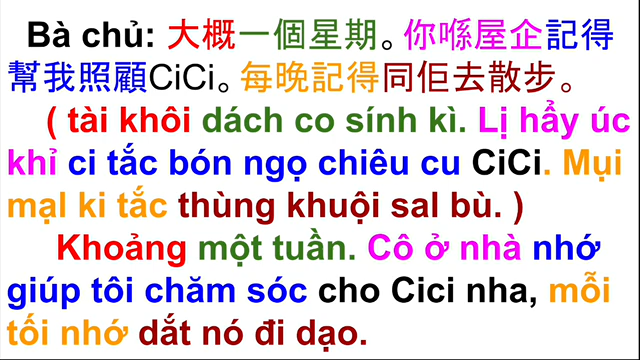 Bà chủ: 大概一個星期。你喺屋企記得
幫我照顧CiCi。每晚記得同佢去散步。
( tài khôi dách co sính kì. Lị hẩy úc
khỉ ci tắc bón ngọ chiêu cu CiCi. Mụi
mạl ki tắc thùng khuội sal bù. )
Khoảng một tuần. Cô ở nhà nhớ
giúp tôi chăm sóc cho Cici nha, mỗi
tối nhớ dắt nó đi dạo.